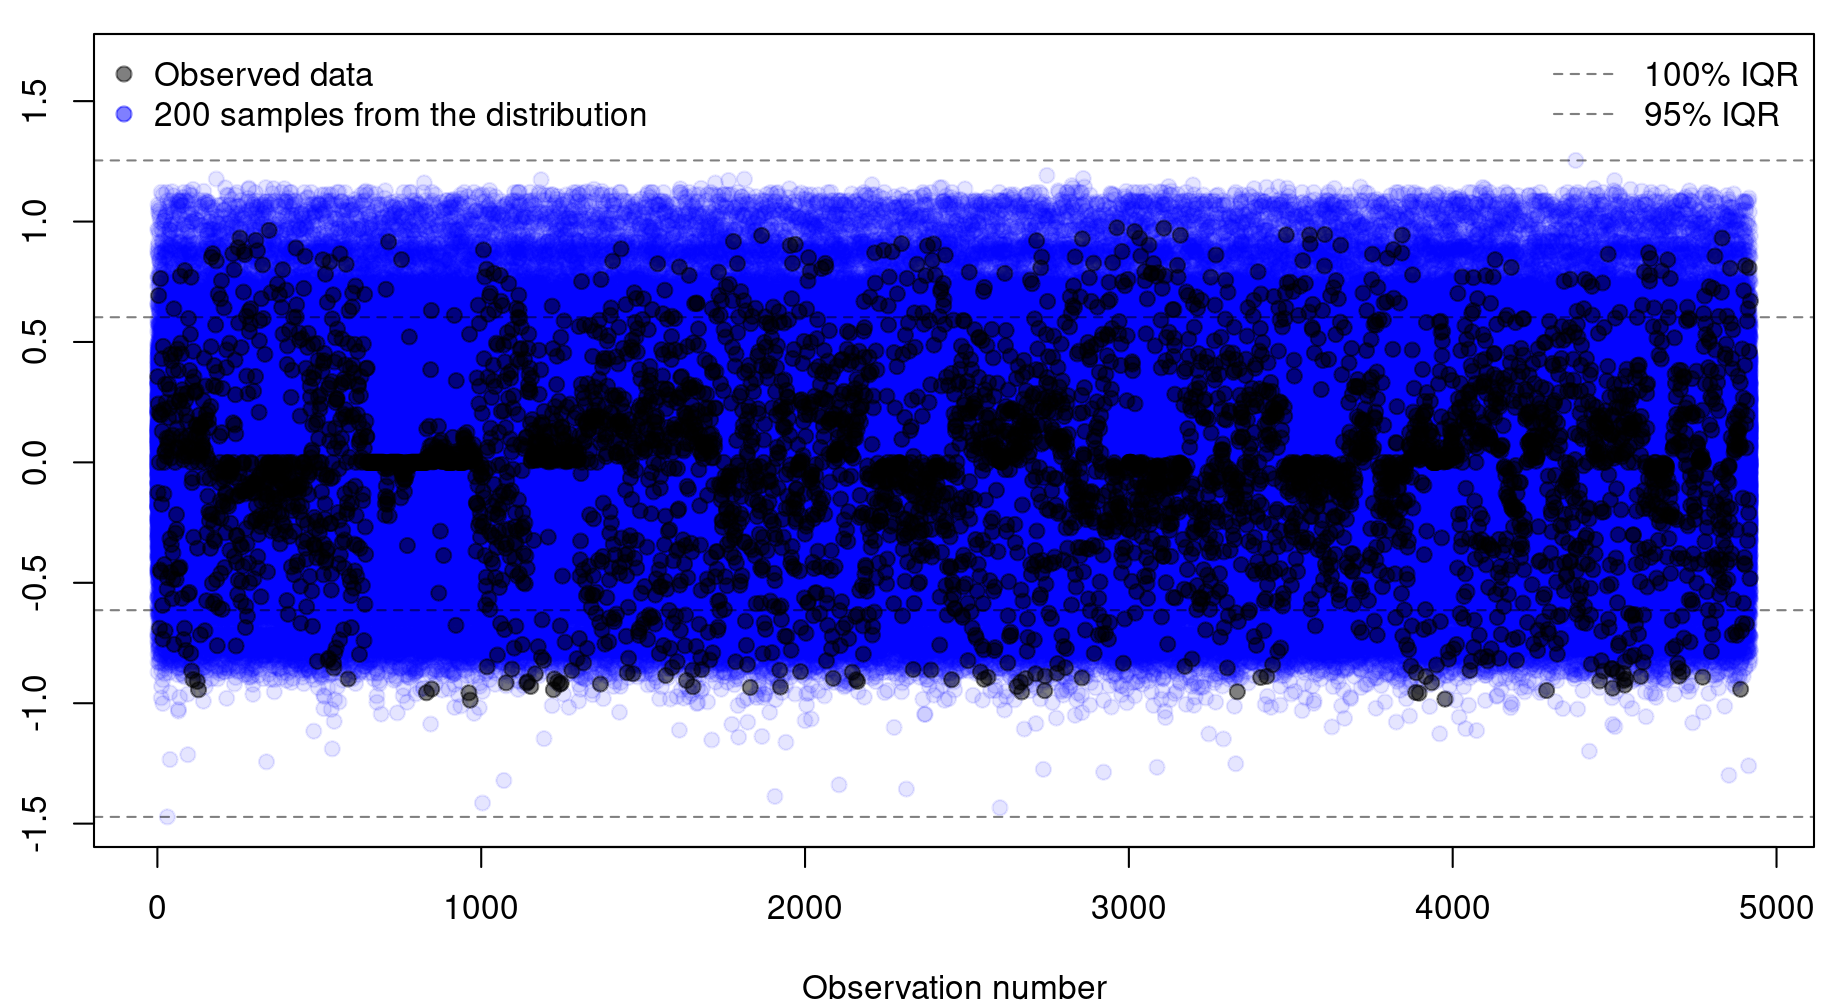 Observed data
200 samples from the distribution
100% IQR
95% IQR
1.5
1.0
0.5
0.0
-0.5
-1.0
-1.5
0 1000 2000 3000 4000 5000
Observation number